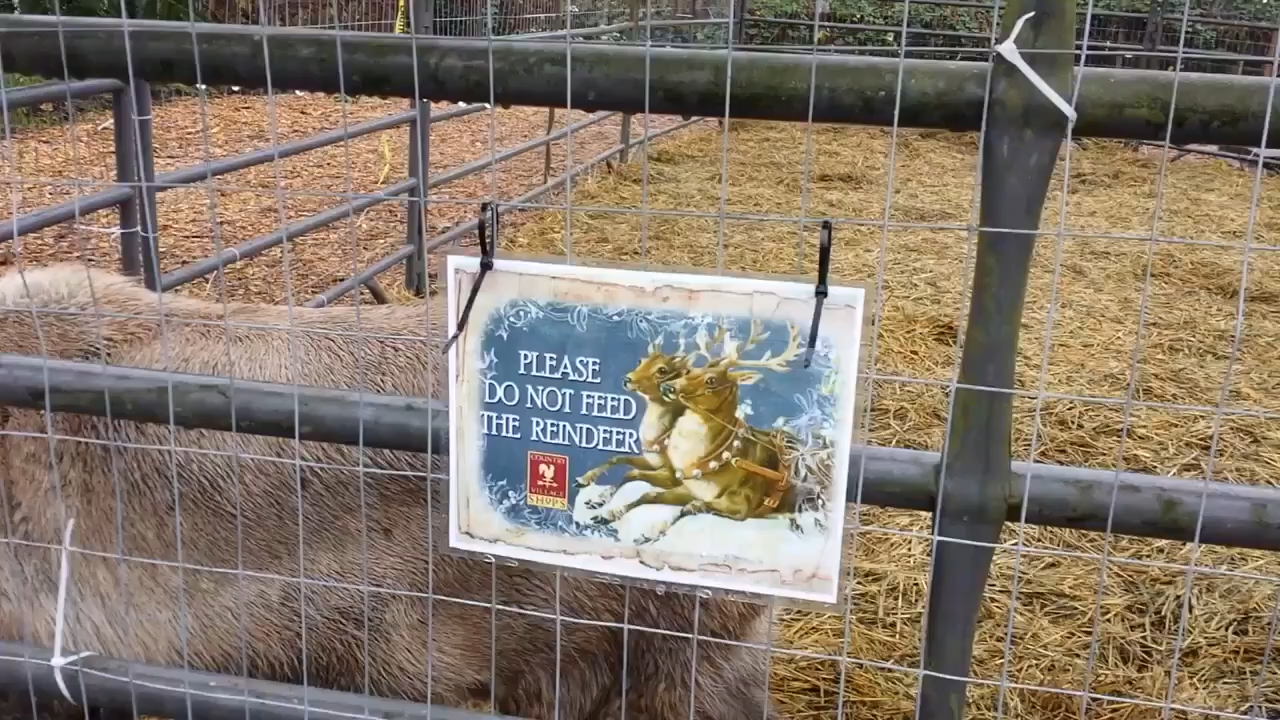 PLEASE
DO NOT FEED
THE REINDEER
COUNTRY
VILLAGE
SHOPS